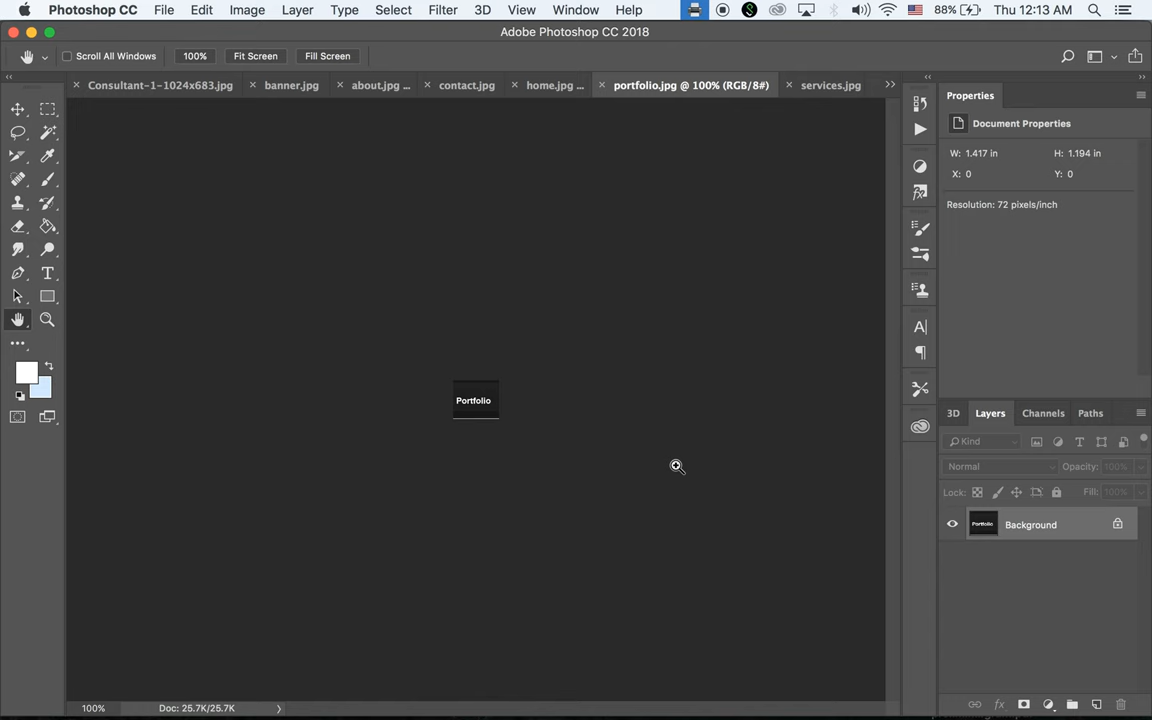 Photoshop CC File Edit Image Layer Type Select Filter 3D View Window Help 88% Thu 12:13 AM
Adobe Photoshop CC 2018
Scroll All Windows 100% Fit Screen Fill Screen
Consultant-1-1024x683.jpg banner.jpg about.jpg ... contact.jpg home.jpg ... portfolio.jpg @ 100% (RGB/8#) services.jpg
Properties
Document Properties
W: 1.417 in H: 1.194 in
X: 0 Y: 0
Resolution: 72 pixels/inch
Portfolio
3D Layers Channels Paths
Kind
Normal Opacity: 100%
Lock: Fill: 100%
Portfolio Background
100% Doc: 25.7K/25.7K